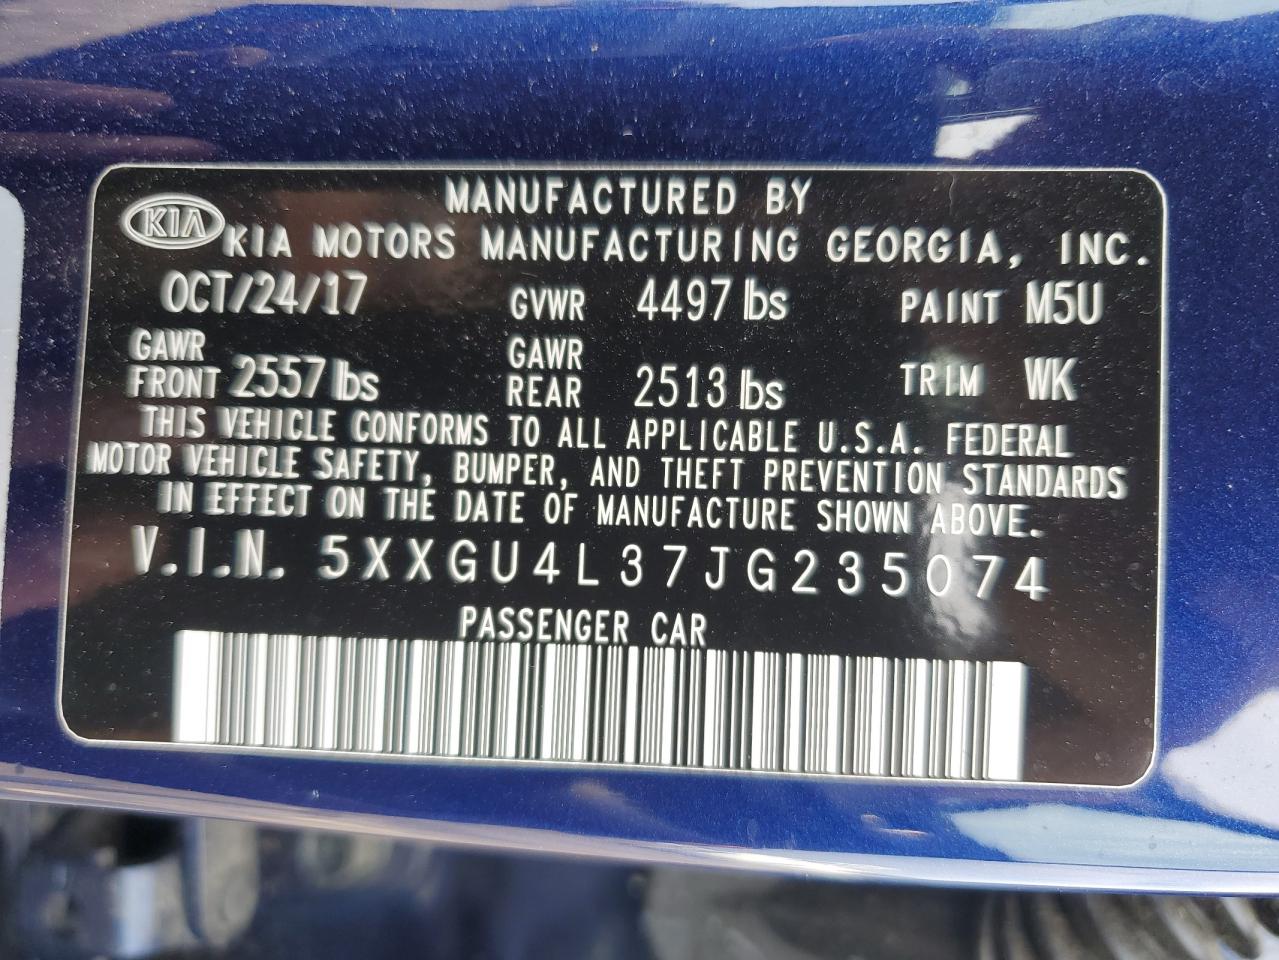 MANUFACTURED BY
KIA KIA MOTORS MANUFACTURING GEORGIA, INC.
OCT/24/17 GVWR 4497 lbs PAINT M5U
GAWR FRONT 2557 lbs GAWR REAR 2513 lbs TRIM WK
THIS VEHICLE CONFORMS TO ALL APPLICABLE U.S.A. FEDERAL
MOTOR VEHICLE SAFETY, BUMPER, AND THEFT PREVENTION STANDARDS
IN EFFECT ON THE DATE OF MANUFACTURE SHOWN ABOVE.
V.I.N. 5XXGU4L37JG235074
PASSENGER CAR